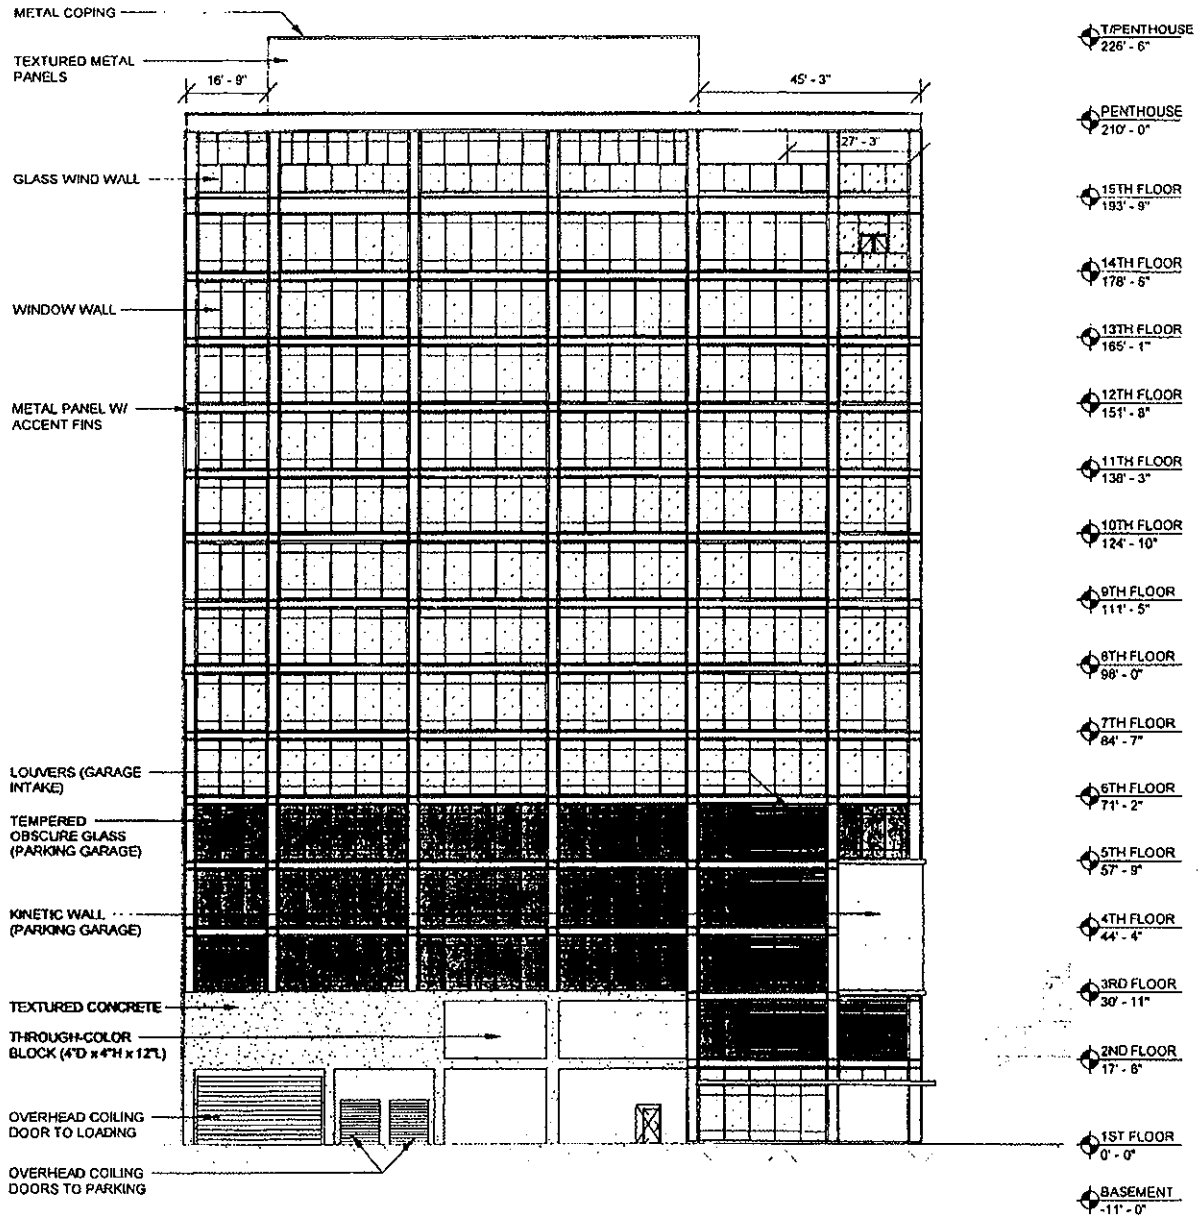 METAL COPING
TEXTURED METAL
PANELS
16' - 9"
45' - 3"
27' - 3"
GLASS WIND WALL
WINDOW WALL
METAL PANEL W/
ACCENT FINS
LOUVERS (GARAGE
INTAKE)
TEMPERED
OBSCURE GLASS
(PARKING GARAGE)
KINETIC WALL
(PARKING GARAGE)
TEXTURED CONCRETE
THROUGH-COLOR
BLOCK (4"D x 4"H x 12"L)
OVERHEAD COILING
DOOR TO LOADING
OVERHEAD COILING
DOORS TO PARKING
T/PENTHOUSE
226' - 6"
PENTHOUSE
210' - 0"
15TH FLOOR
193' - 9"
14TH FLOOR
178' - 6"
13TH FLOOR
165' - 1"
12TH FLOOR
151' - 8"
11TH FLOOR
138' - 3"
10TH FLOOR
124' - 10"
9TH FLOOR
111' - 5"
8TH FLOOR
98' - 0"
7TH FLOOR
84' - 7"
6TH FLOOR
71' - 2"
5TH FLOOR
57' - 9"
4TH FLOOR
44' - 4"
3RD FLOOR
30' - 11"
2ND FLOOR
17' - 6"
1ST FLOOR
0' - 0"
BASEMENT
-11' - 0"